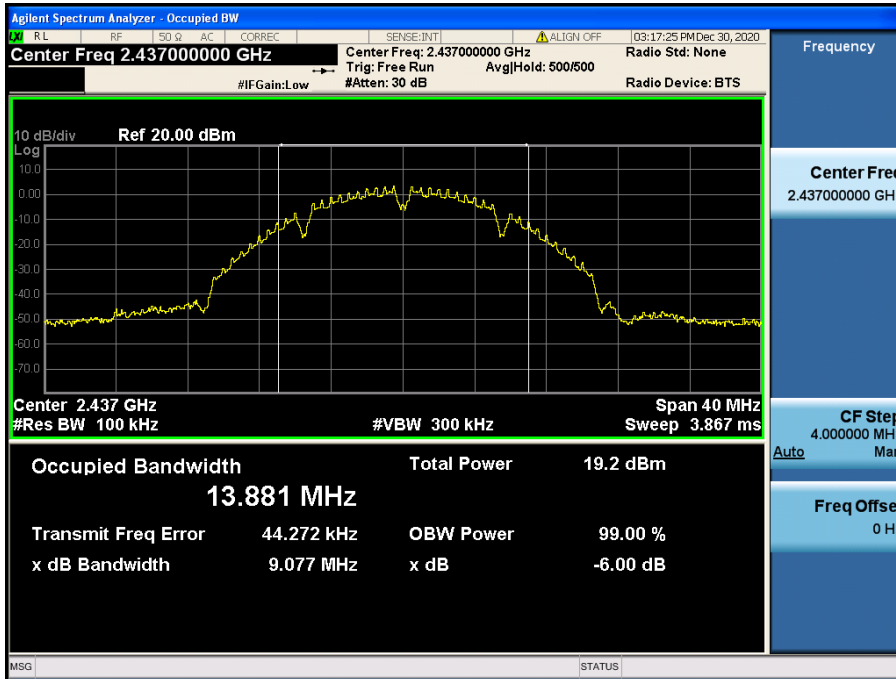 Agilent Spectrum Analyzer - Occupied BW
LXI RL RF 50 Ω AC CORREC SENSE:INT ALIGN OFF 03:17:25 PM Dec 30, 2020
Center Freq 2.437000000 GHz
Center Freq: 2.437000000 GHz
Radio Std: None
Trig: Free Run Avg|Hold: 500/500
#IFGain:Low #Atten: 30 dB Radio Device: BTS
Frequency
10 dB/div Ref 20.00 dBm
Log
10.0
0.00
-10.0
-20.0
-30.0
-40.0
-50.0
-60.0
-70.0
Center 2.437 GHz Span 40 MHz
#Res BW 100 kHz #VBW 300 kHz Sweep 3.867 ms
Occupied Bandwidth Total Power 19.2 dBm
13.881 MHz
Transmit Freq Error 44.272 kHz OBW Power 99.00 %
x dB Bandwidth 9.077 MHz x dB -6.00 dB
Center Fre
2.437000000 GH
CF Step
4.000000 MH
Auto Ma
Freq Offse
0 H
MSG STATUS